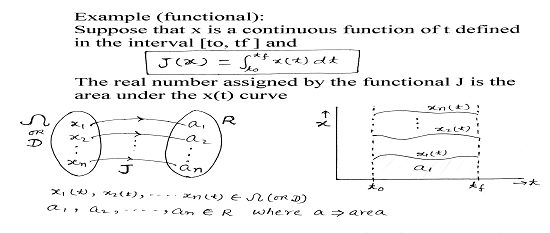 Example (functional):
Suppose that x is a continuous function of t defined
in the interval [to, tf ] and
J(x) = ∫_{t0}^{tf} x(t) dt
The real number assigned by the functional J is the
area under the x(t) curve
Ω
OR
D
x1
x2
⋮
xn
J
a1
a2
⋮
an
R
↑
x
xn(t)
⋮
x2(t)
x1(t)
a1
t0
tf
→t
x1(t), x2(t), ---- xn(t) ∈ Ω (OR D)
a1, a2, ----, an ∈ R where a ⇒ area